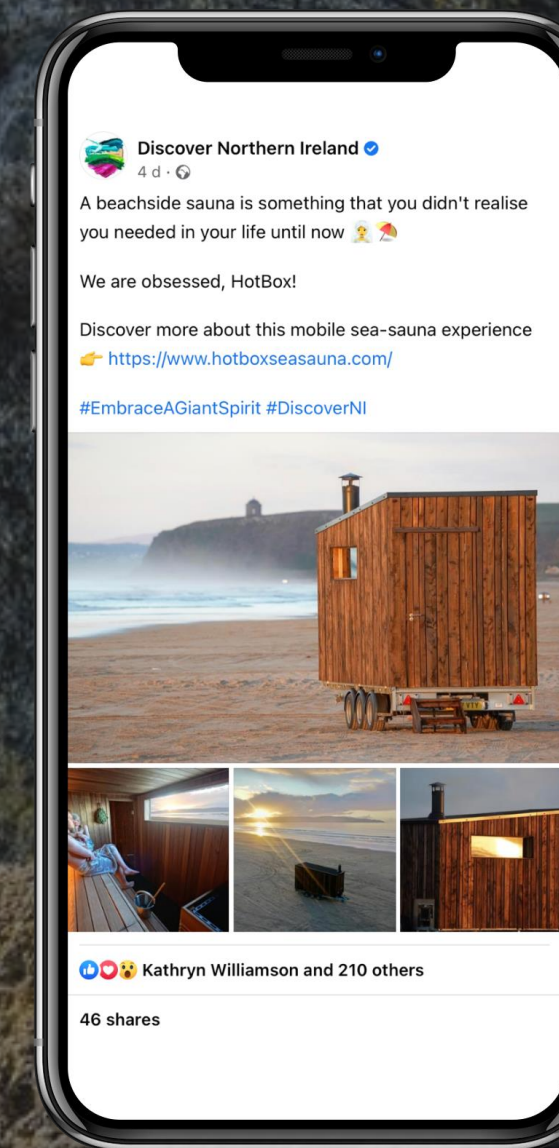 Discover Northern Ireland
4 d ·
A beachside sauna is something that you didn't realise
you needed in your life until now 🧖 ⛱️
We are obsessed, HotBox!
Discover more about this mobile sea-sauna experience
👉 https://www.hotboxseasauna.com/
#EmbraceAGiantSpirit #DiscoverNI
Kathryn Williamson and 210 others
46 shares